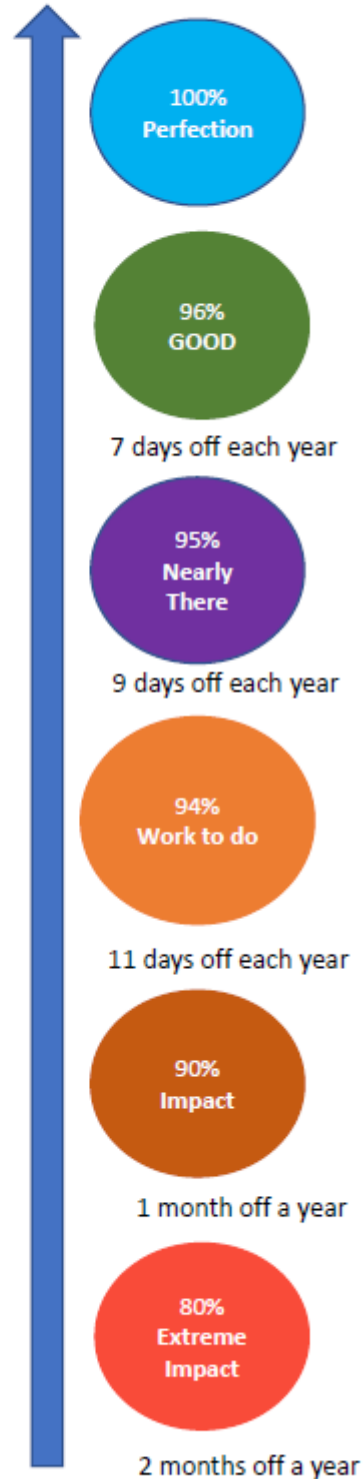 100%
Perfection
96%
GOOD
7 days off each year
95%
Nearly
There
9 days off each year
94%
Work to do
11 days off each year
90%
Impact
1 month off a year
80%
Extreme
Impact
2 months off a year